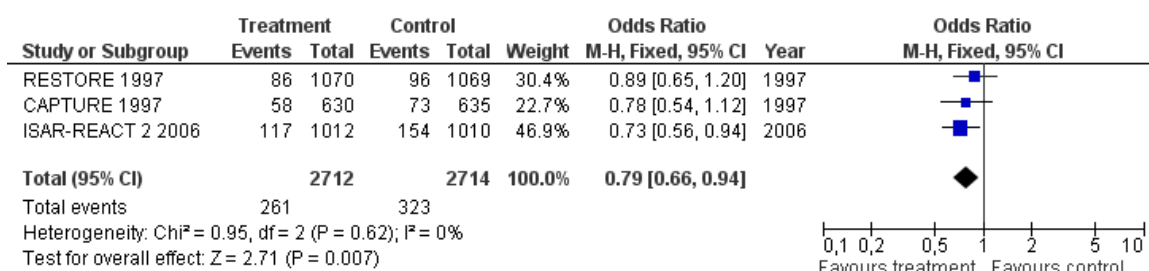 Treatment Control Odds Ratio Odds Ratio
Study or Subgroup Events Total Events Total Weight M-H, Fixed, 95% CI Year M-H, Fixed, 95% CI
RESTORE 1997 86 1070 96 1069 30.4% 0.89 [0.65, 1.20] 1997
CAPTURE 1997 58 630 73 635 22.7% 0.78 [0.54, 1.12] 1997
ISAR-REACT 2 2006 117 1012 154 1010 46.9% 0.73 [0.56, 0.94] 2006
Total (95% CI) 2712 2714 100.0% 0.79 [0.66, 0.94]
Total events 261 323
Heterogeneity: Chi² = 0.95, df = 2 (P = 0.62); I² = 0%
Test for overall effect: Z = 2.71 (P = 0.007)
0,1 0,2 0,5 1 2 5 10
Favours treatment Favours control